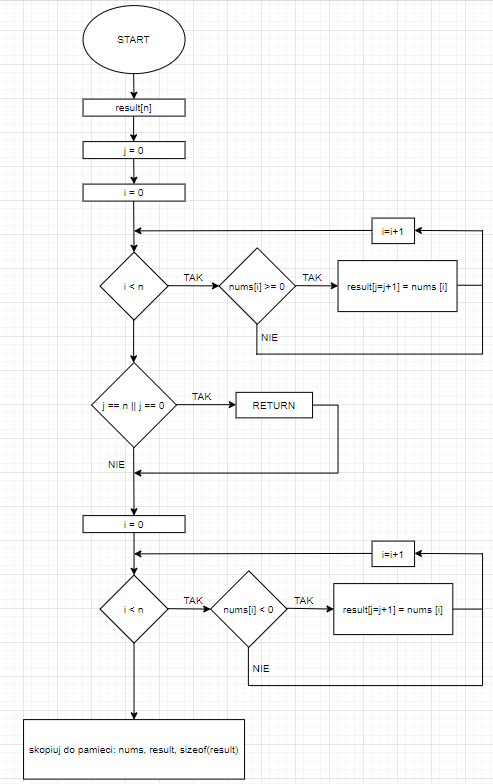 START
result[n]
j = 0
i = 0
i=i+1
i < n
TAK
nums[i] >= 0
TAK
result[j=j+1] = nums [i]
NIE
j == n || j == 0
TAK
RETURN
NIE
i = 0
i=i+1
i < n
TAK
nums[i] < 0
TAK
result[j=j+1] = nums [i]
NIE
skopiuj do pamieci: nums, result, sizeof(result)